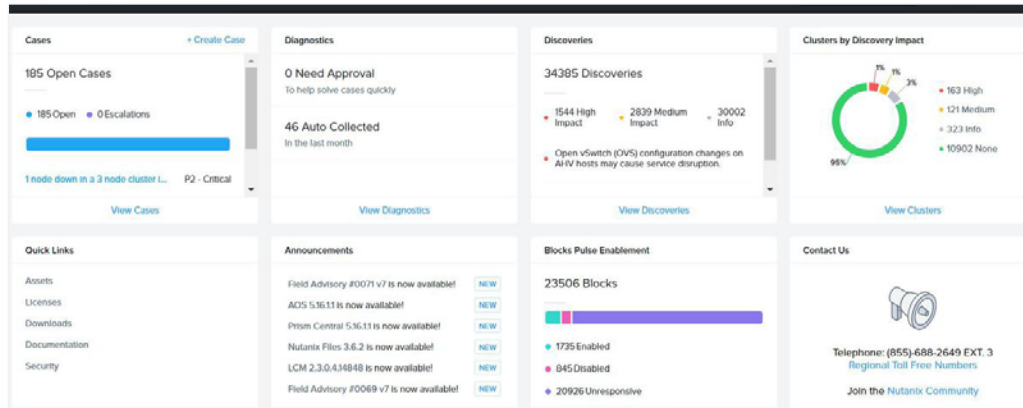 Cases
+ Create Case
185 Open Cases
185 Open
0 Escalations
1 node down in a 3 node cluster i...
P2 - Critical
View Cases
Diagnostics
0 Need Approval
To help solve cases quickly
46 Auto Collected
In the last month
View Diagnostics
Discoveries
34385 Discoveries
1544 High
Impact
2839 Medium
Impact
30002
Info
Open vSwitch (OVS) configuration changes on
AHV hosts may cause service disruption.
View Discoveries
Clusters by Discovery Impact
1%
1%
3%
95%
163 High
121 Medium
323 Info
10902 None
View Clusters
Quick Links
Assets
Licenses
Downloads
Documentation
Security
Announcements
Field Advisory #0071 v7 is now available! NEW
AOS 5.16.1.1 is now available! NEW
Prism Central 5.16.1.1 is now available! NEW
Nutanix Files 3.6.2 is now available! NEW
LCM 2.3.0.4.14848 is now available! NEW
Field Advisory #0069 v7 is now available! NEW
Blocks Pulse Enablement
23506 Blocks
1735 Enabled
845 Disabled
20926 Unresponsive
Contact Us
Telephone: (855)-688-2649 EXT. 3
Regional Toll Free Numbers
Join the Nutanix Community